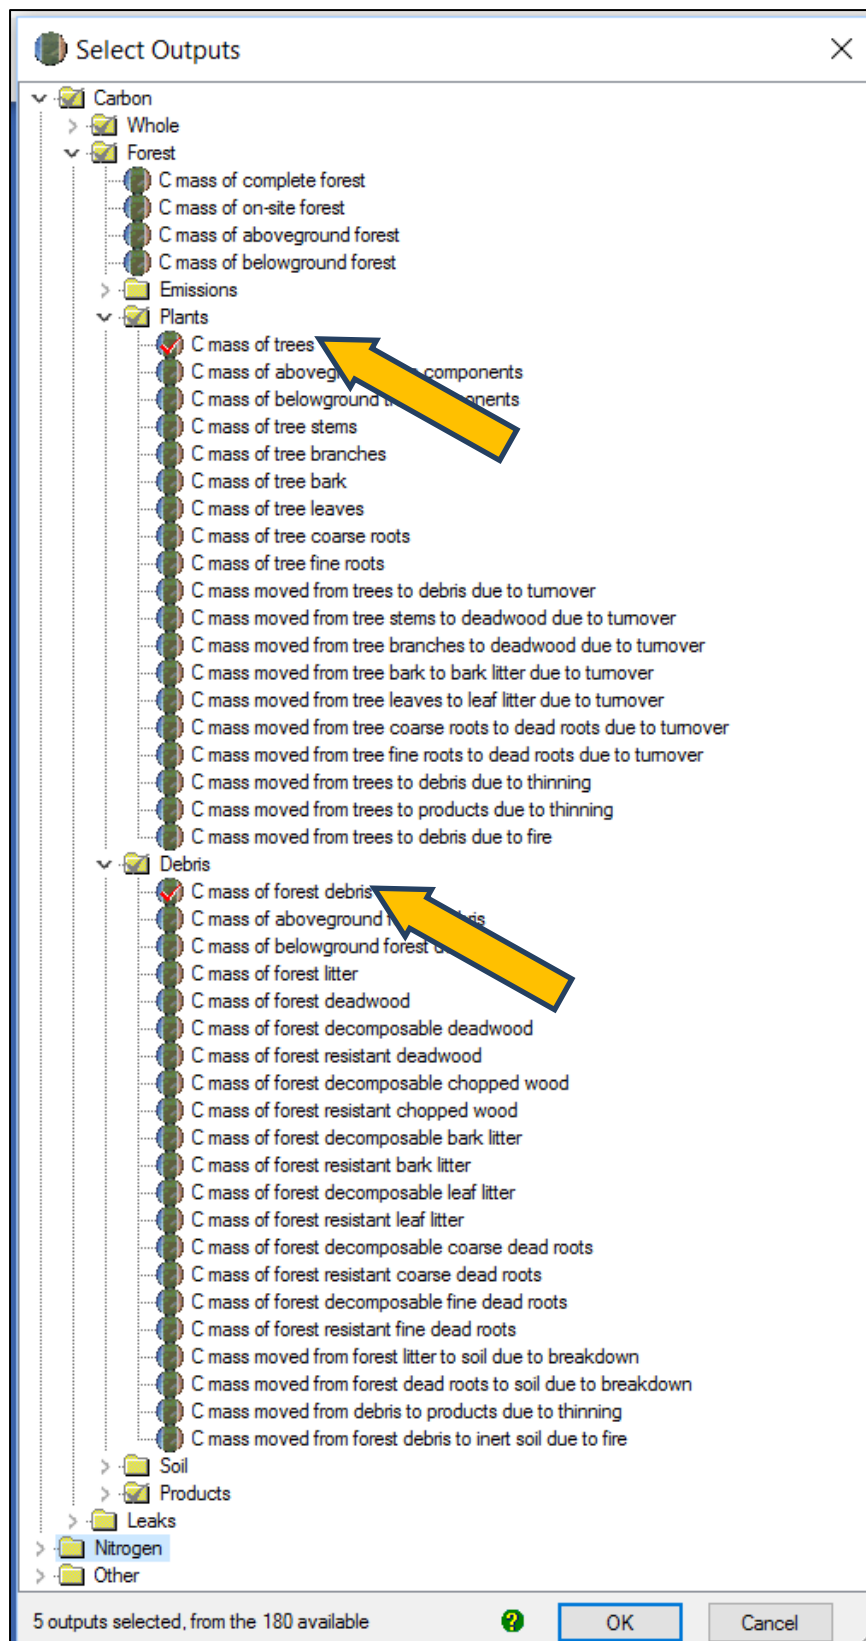 Select Outputs
Carbon
Whole
Forest
C mass of complete forest
C mass of on-site forest
C mass of aboveground forest
C mass of belowground forest
Emissions
Plants
C mass of trees
C mass of aboveg components
C mass of belowground t onents
C mass of tree stems
C mass of tree branches
C mass of tree bark
C mass of tree leaves
C mass of tree coarse roots
C mass of tree fine roots
C mass moved from trees to debris due to turnover
C mass moved from tree stems to deadwood due to turnover
C mass moved from tree branches to deadwood due to turnover
C mass moved from tree bark to bark litter due to turnover
C mass moved from tree leaves to leaf litter due to turnover
C mass moved from tree coarse roots to dead roots due to turnover
C mass moved from tree fine roots to dead roots due to turnover
C mass moved from trees to debris due to thinning
C mass moved from trees to products due to thinning
C mass moved from trees to debris due to fire
Debris
C mass of forest debris
C mass of aboveground f bris
C mass of belowground forest d
C mass of forest litter
C mass of forest deadwood
C mass of forest decomposable deadwood
C mass of forest resistant deadwood
C mass of forest decomposable chopped wood
C mass of forest resistant chopped wood
C mass of forest decomposable bark litter
C mass of forest resistant bark litter
C mass of forest decomposable leaf litter
C mass of forest resistant leaf litter
C mass of forest decomposable coarse dead roots
C mass of forest resistant coarse dead roots
C mass of forest decomposable fine dead roots
C mass of forest resistant fine dead roots
C mass moved from forest litter to soil due to breakdown
C mass moved from forest dead roots to soil due to breakdown
C mass moved from debris to products due to thinning
C mass moved from forest debris to inert soil due to fire
Soil
Products
Leaks
Nitrogen
Other
5 outputs selected, from the 180 available
?
OK
Cancel